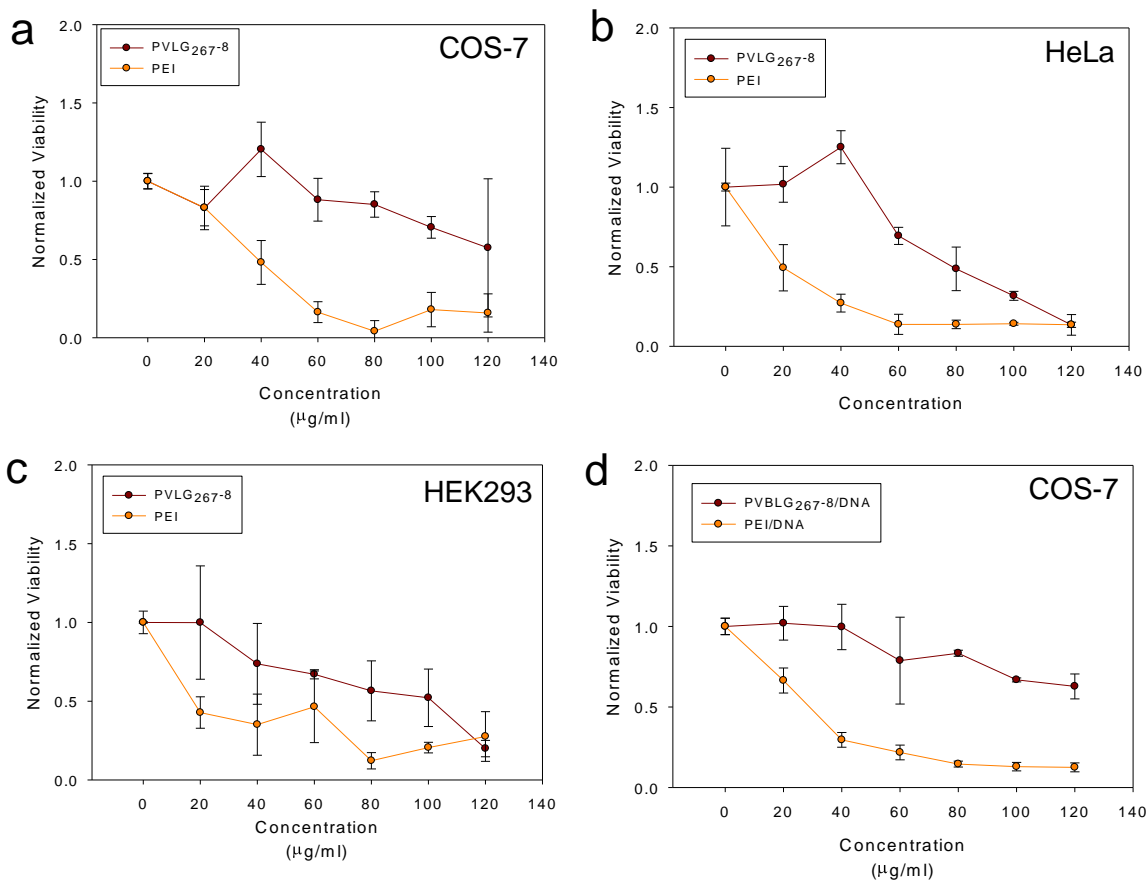 a
COS-7
PVLG267-8
PEI
2.0
1.5
1.0
0.5
0.0
Normalized Viability
0 20 40 60 80 100 120 140
Concentration
(μg/ml)
b
HeLa
PVLG267-8
PEI
2.0
1.5
1.0
0.5
0.0
Normalized Viability
0 20 40 60 80 100 120 140
Concentration
c
HEK293
PVLG267-8
PEI
2.0
1.5
1.0
0.5
0.0
Normalized Viability
0 20 40 60 80 100 120 140
Concentration
(μg/ml)
d
COS-7
PVBLG267-8/DNA
PEI/DNA
2.0
1.5
1.0
0.5
0.0
Normalized Viability
0 20 40 60 80 100 120 140
Concentration
(μg/ml)